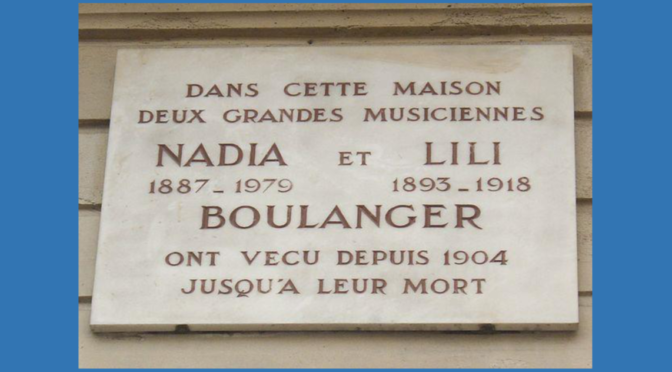 DANS CETTE MAISON
DEUX GRANDES MUSICIENNES
NADIA ET LILI
1887-1979 1893-1918
BOULANGER
ONT VECU DEPUIS 1904
JUSQU'A LEUR MORT